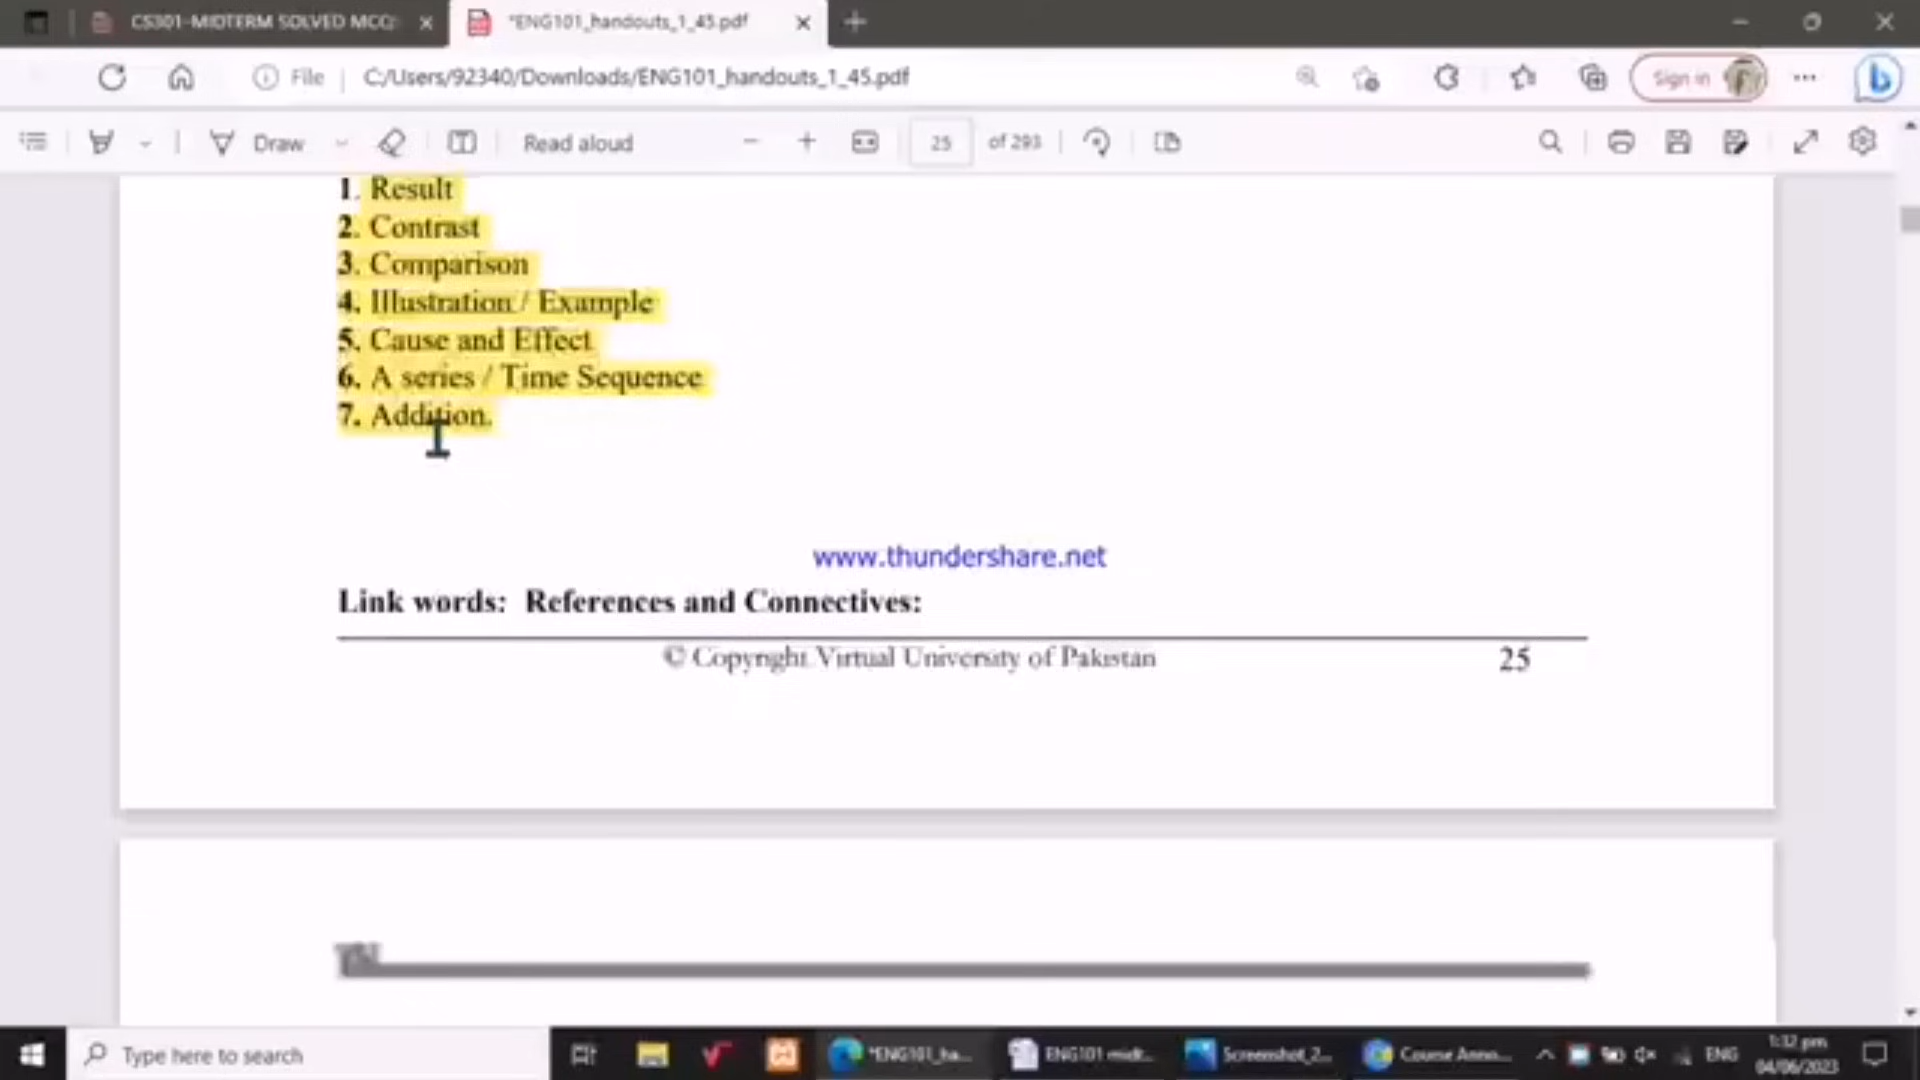 CS301-MIDTERM SOLVED MCQ
*ENG101_handouts_1_45.pdf
File
C:/Users/92340/Downloads/ENG101_handouts_1_45.pdf
Sign in
Draw
Read aloud
25 of 293
1. Result
2. Contrast
3. Comparison
4. Illustration / Example
5. Cause and Effect
6. A series / Time Sequence
7. Addition.
www.thundershare.net
Link words: References and Connectives:
© Copyright Virtual University of Pakistan 25
Type here to search
*ENG101_ha...
ENG101 midt...
Screenshot_2...
Course Anno...
ENG
1:32 pm
04/06/2023